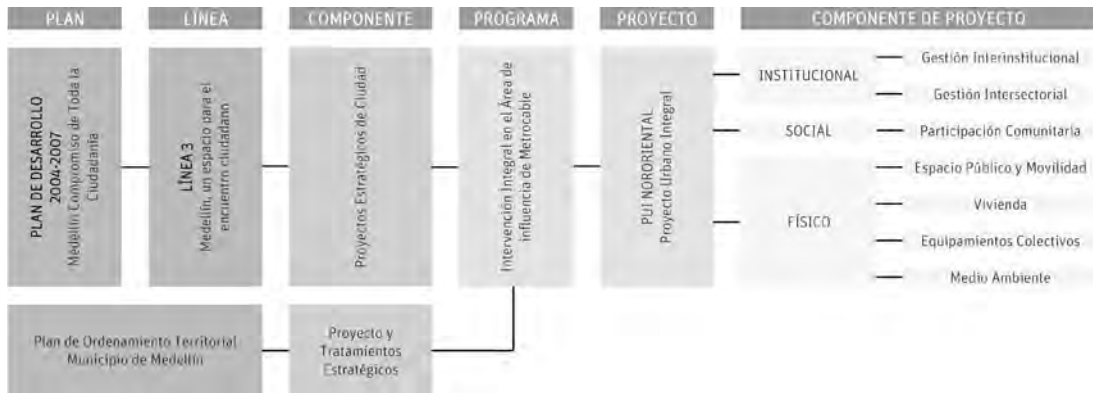 PLAN
LÍNEA
COMPONENTE
PROGRAMA
PROYECTO
COMPONENTE DE PROYECTO
PLAN DE DESARROLLO
2004-2007
Medellín Compromiso de Toda la
Ciudadanía
LÍNEA 3
Medellín, un espacio para el
encuentro ciudadano
Proyectos Estratégicos de Ciudad
Intervención Integral en el Área de
influencia de Metrocable
PUI NORORIENTAL
Proyecto Urbano Integral
INSTITUCIONAL
Gestión Interinstitucional
Gestión Intersectorial
SOCIAL
Participación Comunitaria
FÍSICO
Espacio Público y Movilidad
Vivienda
Equipamientos Colectivos
Medio Ambiente
Plan de Ordenamiento Territorial
Municipio de Medellín
Proyecto y
Tratamientos
Estratégicos